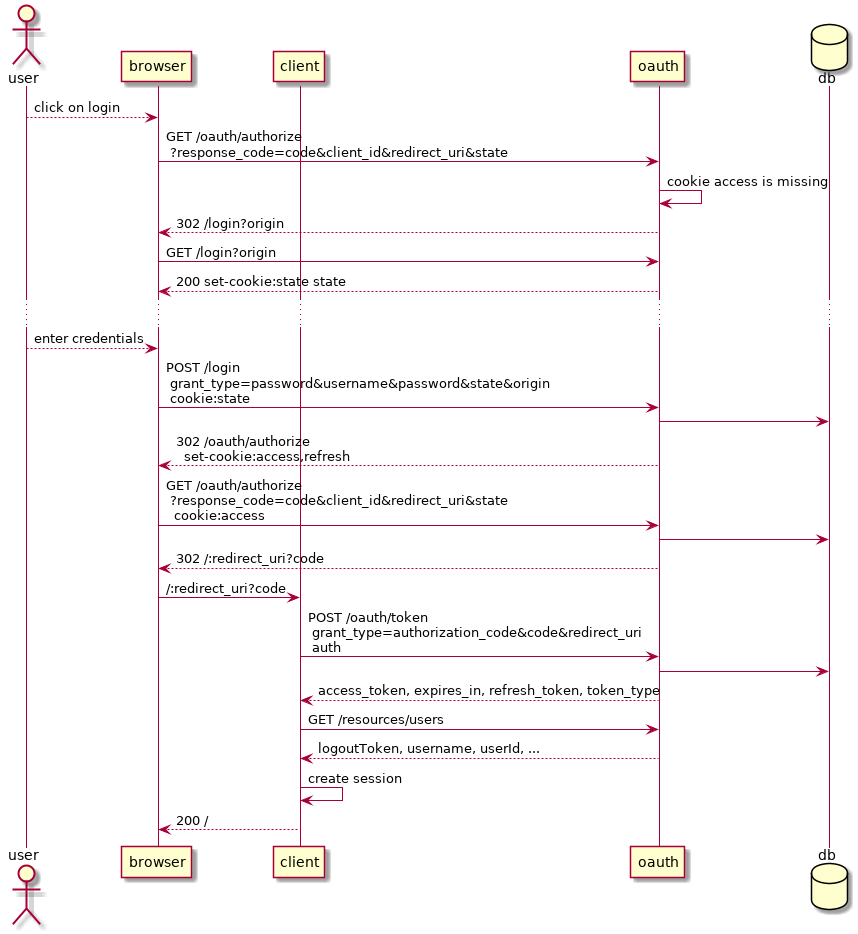 user
browser
client
oauth
db
click on login
GET /oauth/authorize
?response_code=code&client_id&redirect_uri&state
cookie access is missing
302 /login?origin
GET /login?origin
200 set-cookie:state state
enter credentials
POST /login
grant_type=password&username&password&state&origin
cookie:state
302 /oauth/authorize
set-cookie:access,refresh
GET /oauth/authorize
?response_code=code&client_id&redirect_uri&state
cookie:access
302 /:redirect_uri?code
/:redirect_uri?code
POST /oauth/token
grant_type=authorization_code&code&redirect_uri
auth
access_token, expires_in, refresh_token, token_type
GET /resources/users
logoutToken, username, userId, ...
create session
200 /
user
browser
client
oauth
db